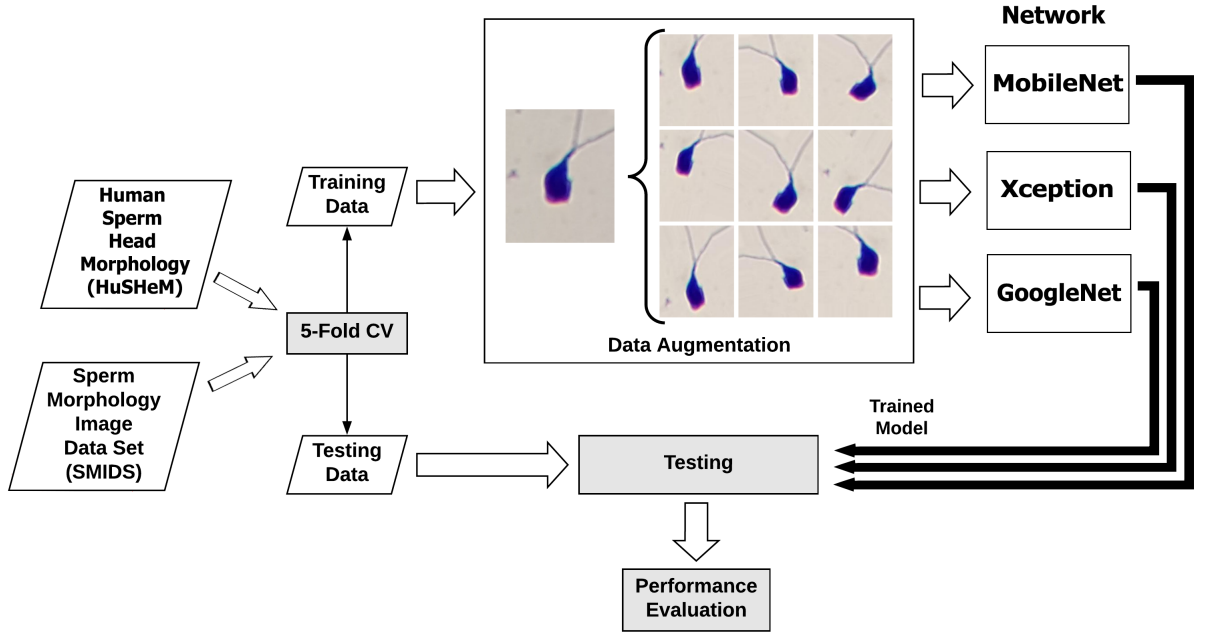 Network
MobileNet
Xception
GoogleNet
Training
Data
Human
Sperm
Head
Morphology
(HuSHeM)
5-Fold CV
Data Augmentation
Sperm
Morphology
Image
Data Set
(SMIDS)
Testing
Data
Trained
Model
Testing
Performance
Evaluation